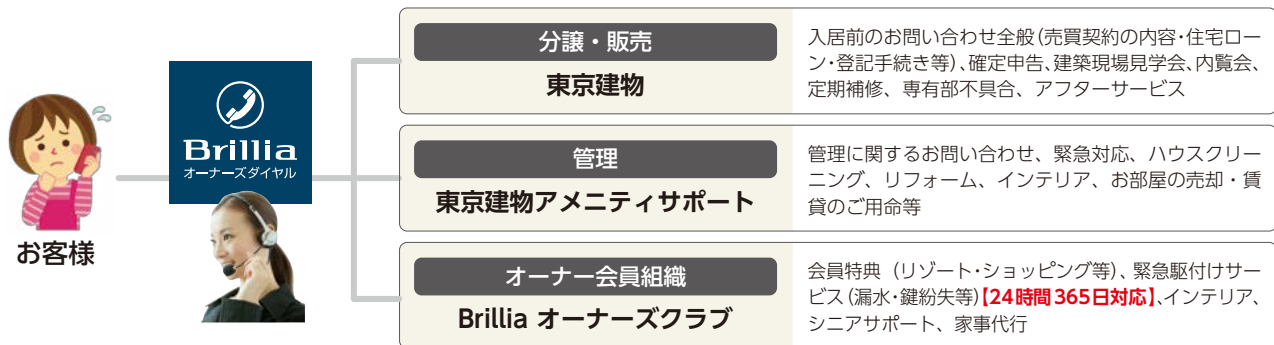 お客様
Brillia
オーナーズダイヤル
分譲・販売
東京建物
入居前のお問い合わせ全般(売買契約の内容・住宅ロー
ン・登記手続き等)、確定申告、建築現場見学会、内覧会、
定期補修、専有部不具合、アフターサービス
管理
東京建物アメニティサポート
管理に関するお問い合わせ、緊急対応、ハウスクリー
ニング、リフォーム、インテリア、お部屋の売却・賃
貸のご用命等
オーナー会員組織
Brillia オーナーズクラブ
会員特典（リゾート・ショッピング等）、緊急駆付けサー
ビス(漏水・鍵紛失等)【24時間365日対応】、インテリア、
シニアサポート、家事代行